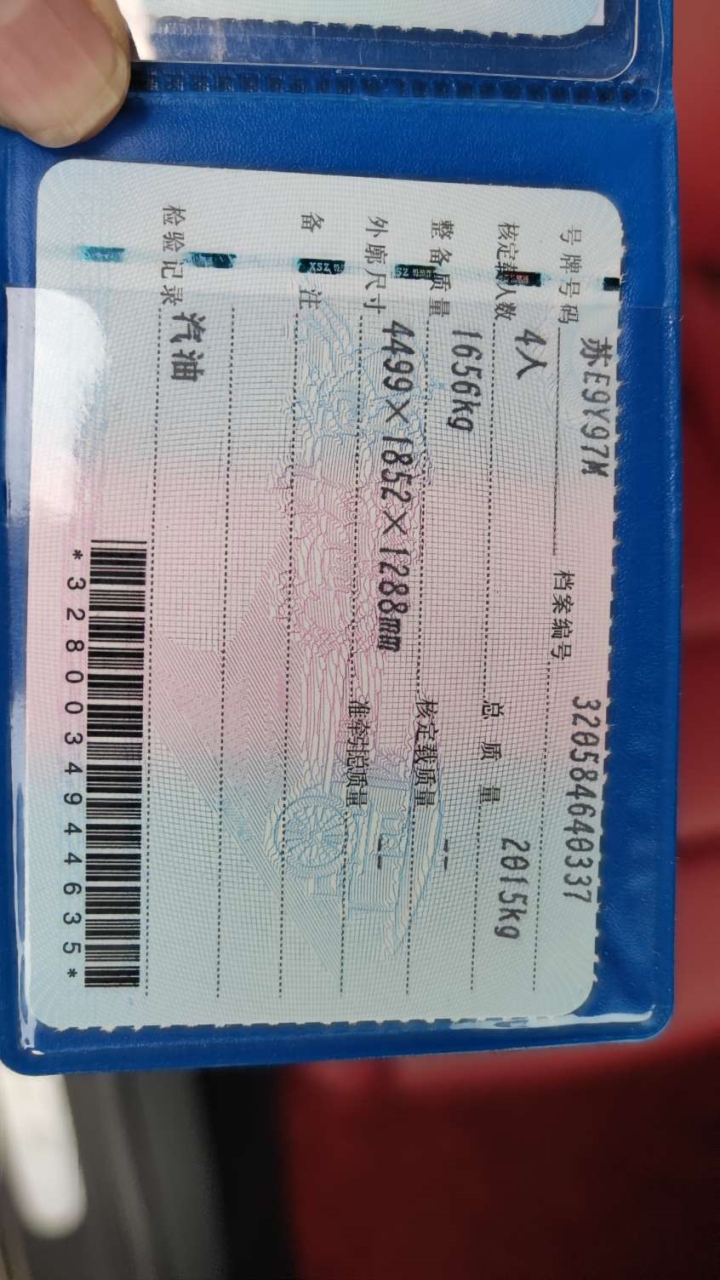 号牌号码 苏E9Y97M 档案编号 320584640337
核定载人数 4人 总质量 2015kg
整备质量 1656kg 核定载质量 --
外廓尺寸 4499×1852×1288mm 准牵引总质量 --
备注
检验记录 汽油
*3280034944635*